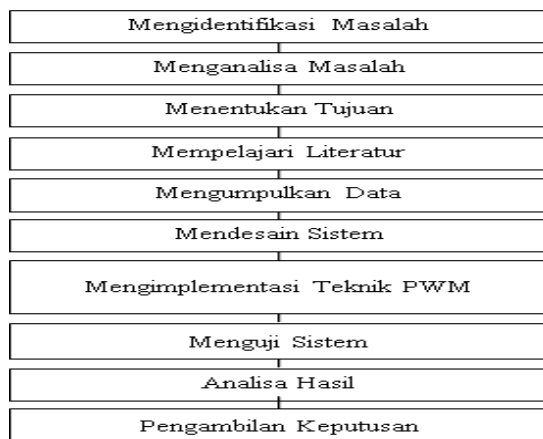 Mengidentifikasi Masalah
Menganalisa Masalah
Menentukan Tujuan
Mempelajari Literatur
Mengumpulkan Data
Mendesain Sistem
Mengimplementasi Teknik PWM
Menguji Sistem
Analisa Hasil
Pengambilan Keputusan